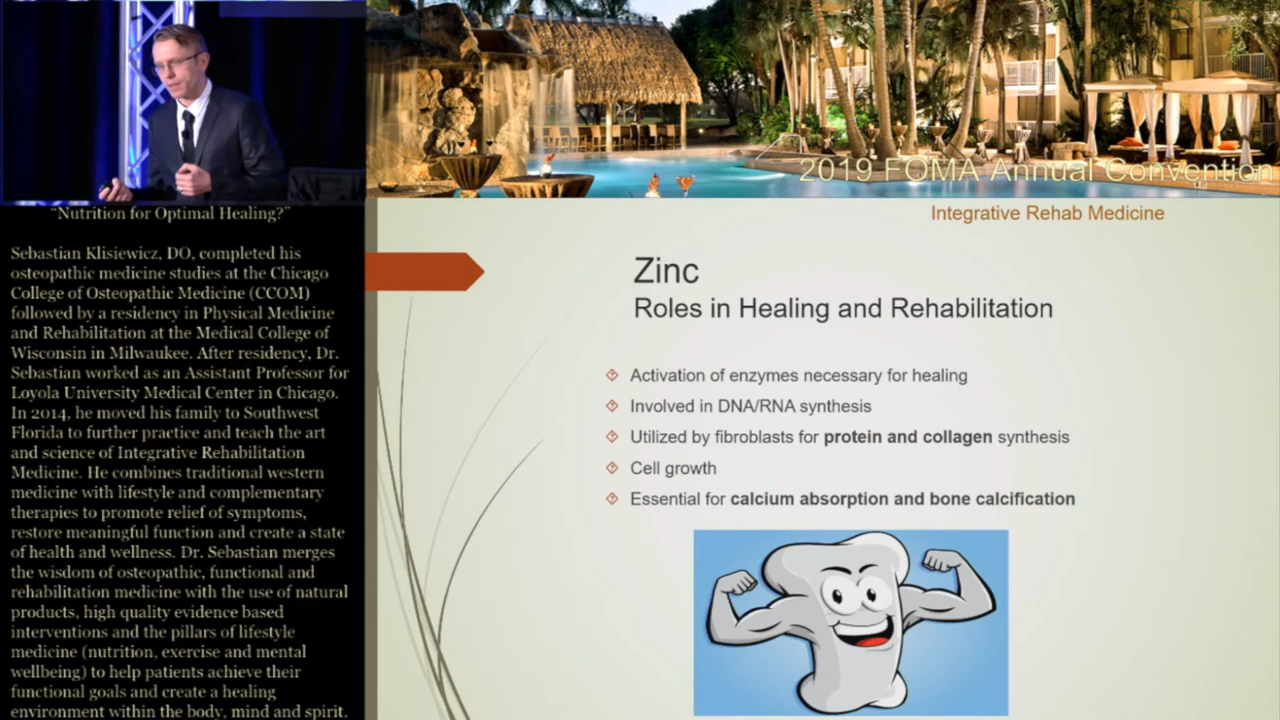 2019 FOMA Annual Convention
"Nutrition for Optimal Healing?"
Sebastian Klisiewicz, DO, completed his
osteopathic medicine studies at the Chicago
College of Osteopathic Medicine (CCOM)
followed by a residency in Physical Medicine
and Rehabilitation at the Medical College of
Wisconsin in Milwaukee. After residency, Dr.
Sebastian worked as an Assistant Professor for
Loyola University Medical Center in Chicago.
In 2014, he moved his family to Southwest
Florida to further practice and teach the art
and science of Integrative Rehabilitation
Medicine. He combines traditional western
medicine with lifestyle and complementary
therapies to promote relief of symptoms,
restore meaningful function and create a state
of health and wellness. Dr. Sebastian merges
the wisdom of osteopathic, functional and
rehabilitation medicine with the use of natural
products, high quality evidence based
interventions and the pillars of lifestyle
medicine (nutrition, exercise and mental
wellbeing) to help patients achieve their
functional goals and create a healing
environment within the body, mind and spirit.
Integrative Rehab Medicine
Zinc
Roles in Healing and Rehabilitation
Activation of enzymes necessary for healing
Involved in DNA/RNA synthesis
Utilized by fibroblasts for protein and collagen synthesis
Cell growth
Essential for calcium absorption and bone calcification